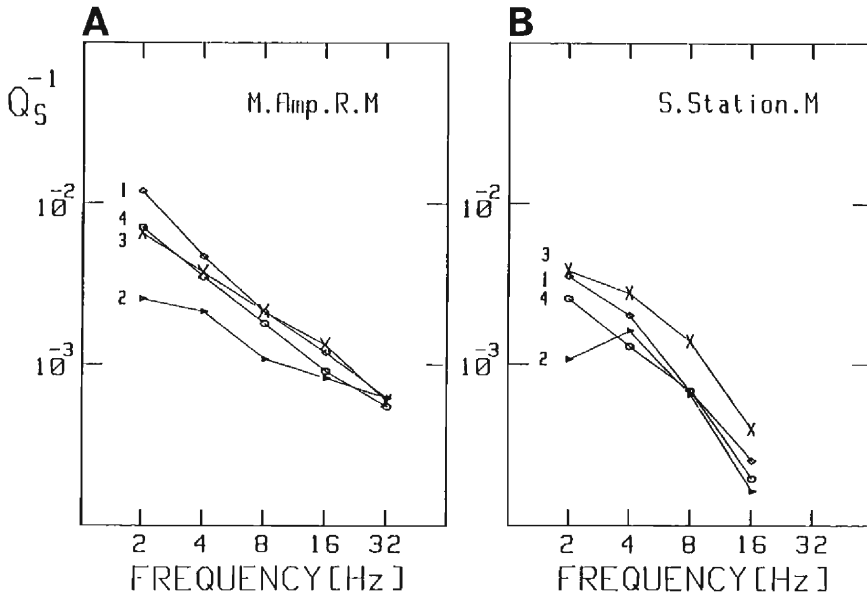 A
Q_S^-1
M.Amp.R.M
10^-2
10^-3
1
4
3
2
2 4 8 16 32
FREQUENCY[Hz]
B
S.Station.M
10^-2
10^-3
3
1
4
2
2 4 8 16 32
FREQUENCY[Hz]